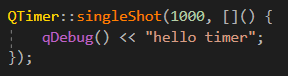 QTimer::singleShot(1000, []() {
    qDebug() << "hello timer";
});